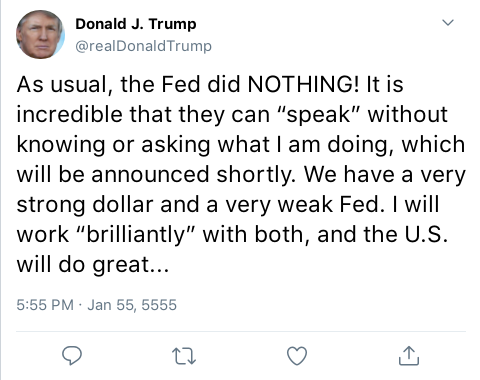 Donald J. Trump
@realDonaldTrump
As usual, the Fed did NOTHING! It is
incredible that they can “speak” without
knowing or asking what I am doing, which
will be announced shortly. We have a very
strong dollar and a very weak Fed. I will
work “brilliantly” with both, and the U.S.
will do great...
5:55 PM · Jan 55, 5555